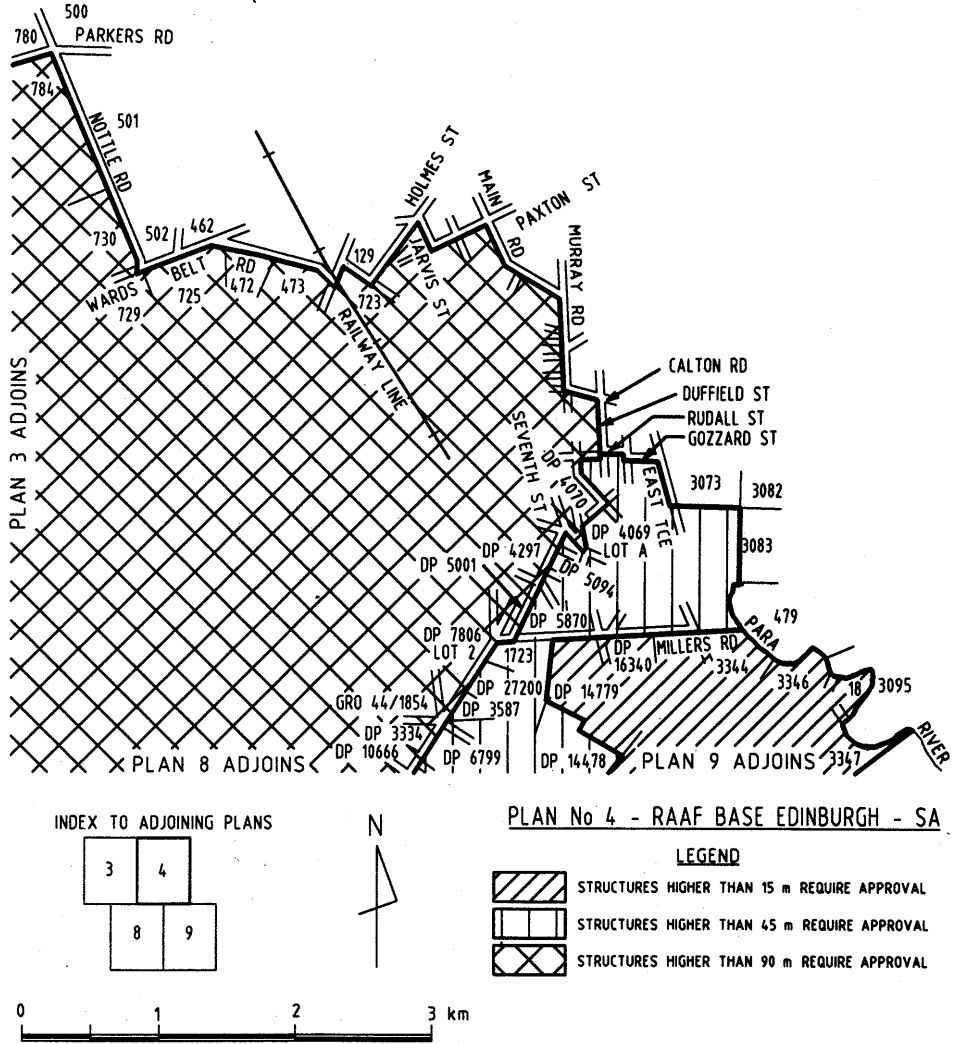 500
780
PARKERS RD
784
NOTTLE RD
501
HOLMES ST
MAIN RD
PAXTON ST
730
502
462
129
JARVIS ST
MURRAY RD
WARDS BELT RD
729
725
472
473
723
RAILWAY LINE
PLAN 3 ADJOINS
CALTON RD
DUFFIELD ST
RUDALL ST
GOZZARD ST
SEVENTH ST
DP 4070
EAST TCE
3073
3082
DP 4069
LOT A
3083
DP 4297
DP 5001
DP 5094
DP 5870
479
PARA
DP 7806
LOT 2
1723
DP
16340
MILLERS RD
3344
3346
18
3095
DP 27200
DP 14779
GRO 44/1854
DP 3587
DP 3334
DP 10666
DP 6799
DP 14478
3347
RIVER
PLAN 8 ADJOINS
PLAN 9 ADJOINS
INDEX TO ADJOINING PLANS
3
4
8
9
N
PLAN No 4 - RAAF BASE EDINBURGH - SA
LEGEND
STRUCTURES HIGHER THAN 15 m REQUIRE APPROVAL
STRUCTURES HIGHER THAN 45 m REQUIRE APPROVAL
STRUCTURES HIGHER THAN 90 m REQUIRE APPROVAL
0 1 2 3 km